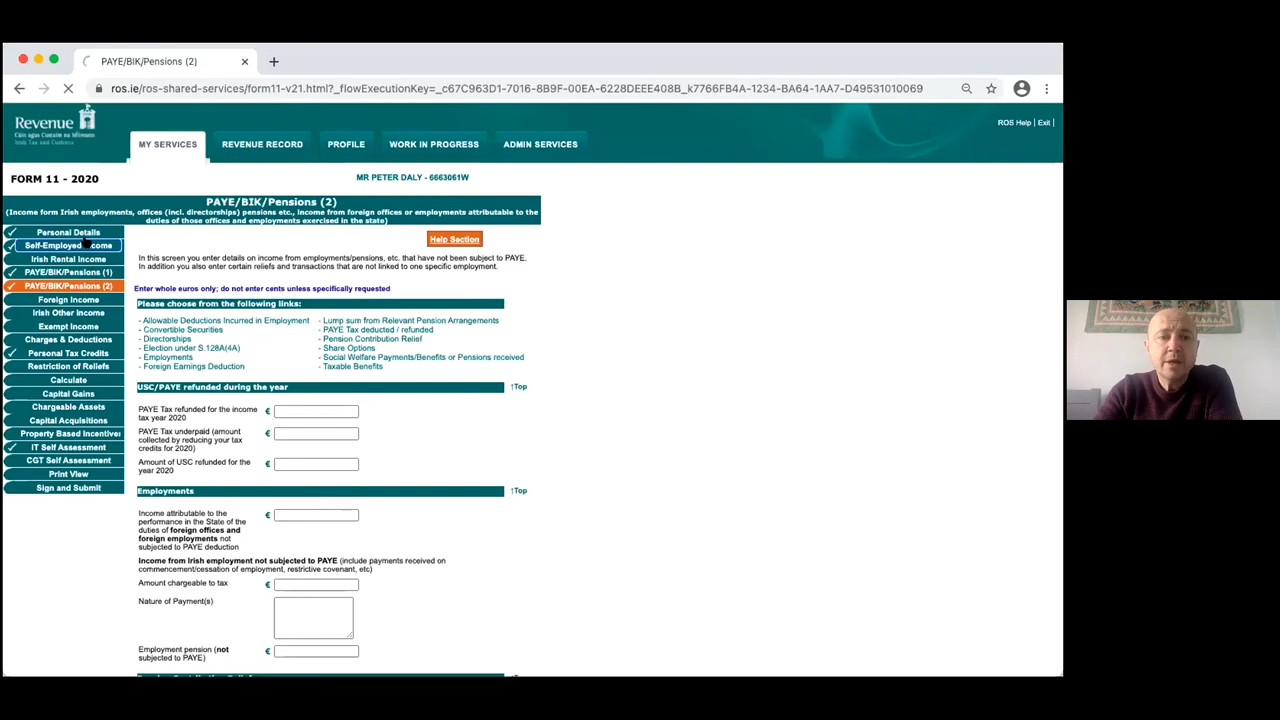 PAYE/BIK/Pensions (2)
ros.ie/ros-shared-services/form11-v21.html?_flowExecutionKey=_c67C963D1-7016-8B9F-00EA-6228DEEE408B_k7766FB4A-1234-BA64-1AA7-D49531010069
Revenue
Cáin agus Custaim na hÉireann
Irish Tax and Customs
ROS Help | Exit |
MY SERVICES
REVENUE RECORD
PROFILE
WORK IN PROGRESS
ADMIN SERVICES
FORM 11 - 2020
MR PETER DALY - 6663061W
PAYE/BIK/Pensions (2)
(Income form Irish employments, offices (incl. directorships) pensions etc., income from foreign offices or employments attributable to the
duties of those offices and employments exercised in the state)
Personal Details
Self-Employed Income
Irish Rental Income
PAYE/BIK/Pensions (1)
PAYE/BIK/Pensions (2)
Foreign Income
Irish Other Income
Exempt Income
Charges & Deductions
Personal Tax Credits
Restriction of Reliefs
Calculate
Capital Gains
Chargeable Assets
Capital Acquisitions
Property Based Incentives
IT Self Assessment
CGT Self Assessment
Print View
Sign and Submit
Help Section
In this screen you enter details on income from employments/pensions, etc. that have not been subject to PAYE.
In addition you also enter certain reliefs and transactions that are not linked to one specific employment.
Enter whole euros only; do not enter cents unless specifically requested
Please choose from the following links:
- Allowable Deductions Incurred in Employment
- Convertible Securities
- Directorships
- Election under S.128A(4A)
- Employments
- Foreign Earnings Deduction
- Lump sum from Relevant Pension Arrangements
- PAYE Tax deducted / refunded
- Pension Contribution Relief
- Share Options
- Social Welfare Payments/Benefits or Pensions received
- Taxable Benefits
USC/PAYE refunded during the year
↑Top
PAYE Tax refunded for the income
tax year 2020
€
PAYE Tax underpaid (amount
collected by reducing your tax
credits for 2020)
€
Amount of USC refunded for the
year 2020
€
Employments
↑Top
Income attributable to the
performance in the State of the
duties of foreign offices and
foreign employments not
subjected to PAYE deduction
€
Income from Irish employment not subjected to PAYE (include payments received on
commencement/cessation of employment, restrictive covenant, etc)
Amount chargeable to tax
€
Nature of Payment(s)
Employment pension (not
subjected to PAYE)
€